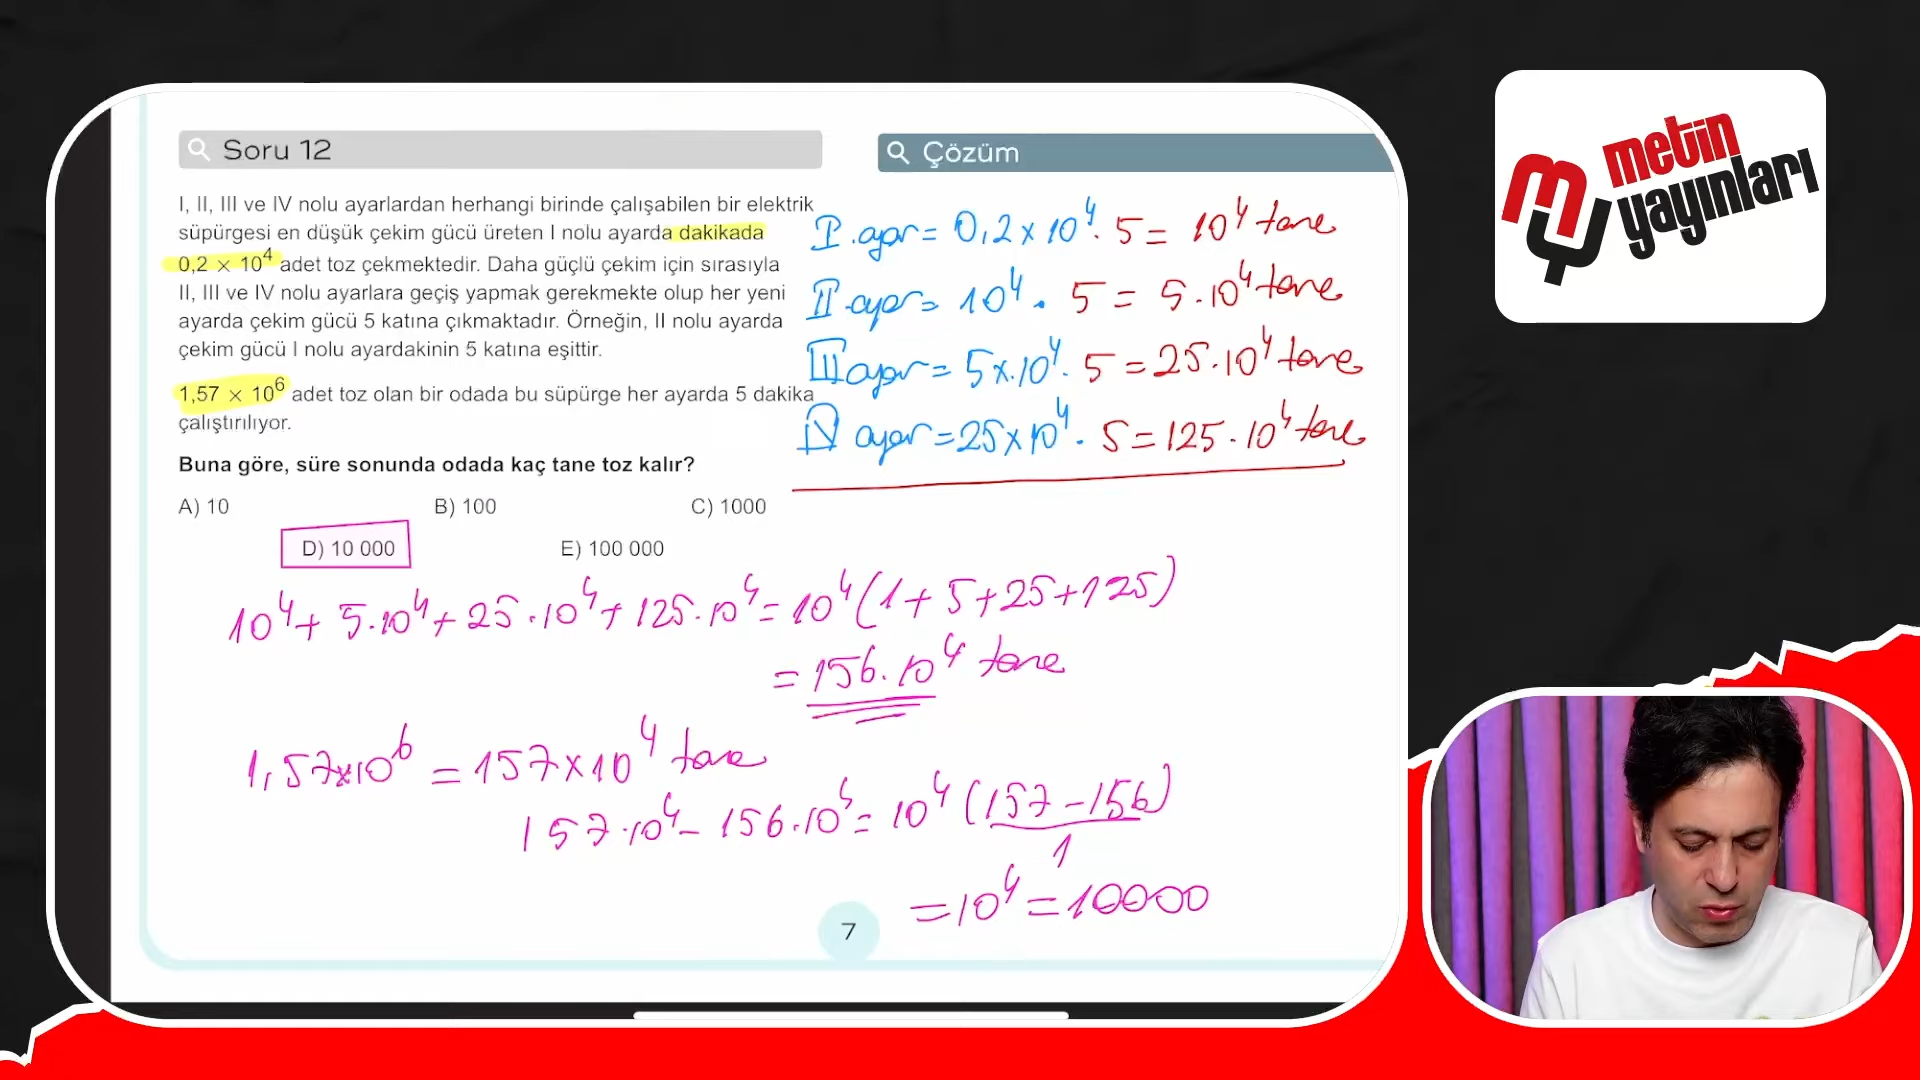 Soru 12
I, II, III ve IV nolu ayarlardan herhangi birinde çalışabilen bir elektrik
süpürgesi en düşük çekim gücü üreten I nolu ayarda dakikada
0,2 × 10⁴ adet toz çekmektedir. Daha güçlü çekim için sırasıyla
II, III ve IV nolu ayarlara geçiş yapmak gerekmekte olup her yeni
ayarda çekim gücü 5 katına çıkmaktadır. Örneğin, II nolu ayarda
çekim gücü I nolu ayardakinin 5 katına eşittir.
1,57 × 10⁶ adet toz olan bir odada bu süpürge her ayarda 5 dakika
çalıştırılıyor.
Buna göre, süre sonunda odada kaç tane toz kalır?
A) 10 B) 100 C) 1000
D) 10 000 E) 100 000
Çözüm
I. ayar = 0,2 x 10⁴ . 5 = 10⁴ tane
II ayar = 10⁴ . 5 = 5 . 10⁴ tane
III ayar = 5x.10⁴ . 5 = 25 . 10⁴ tane
IV ayar = 25x10⁴ . 5 = 125 . 10⁴ tane
10⁴ + 5.10⁴ + 25 . 10⁴ + 125 . 10⁴ = 10⁴ (1 + 5 + 25 + 125)
= 156 . 10⁴ tane
1,57x10⁶ = 157 x 10⁴ tane
157 . 10⁴ - 156 . 10⁴ = 10⁴ (157 - 156)
1
= 10⁴ = 10000
7
metin
yayınları